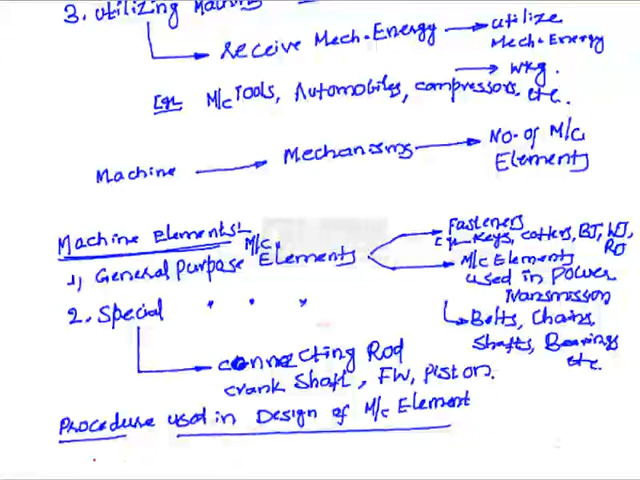 3. Utilizing Machines
Receive Mech. Energy → Utilize
Mech. Energy
→ Wkg.
Eg. M/c Tools, Automobiles, compressors, etc.
Machine → Mechanisms → No. of M/c
Elements
Machine Elements:-
1, General Purpose M/c Elements
Fasteners
Eg. Keys, cotters, BJ, WJ,
RJ
M/c Elements
used in Power
Transmission
Belts, Chains,
Shafts, Bearings
etc.
2. Special " " "
connecting Rod
crank Shaft, FW, Piston.
Procedure used in Design of M/c Element